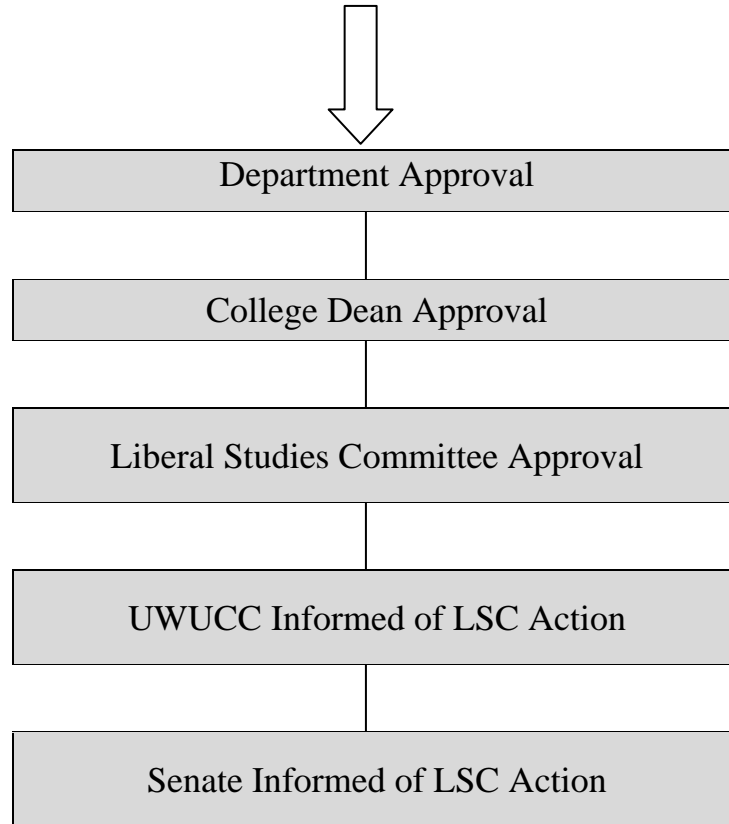 Department Approval
College Dean Approval
Liberal Studies Committee Approval
UWUCC Informed of LSC Action
Senate Informed of LSC Action